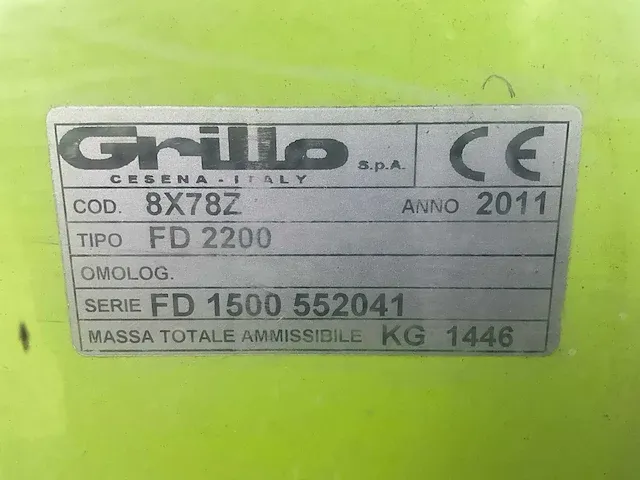 Grillo S.p.A. CE
CESENA - ITALY
COD. 8X78Z ANNO 2011
TIPO FD 2200
OMOLOG.
SERIE FD 1500 552041
MASSA TOTALE AMMISSIBILE KG 1446